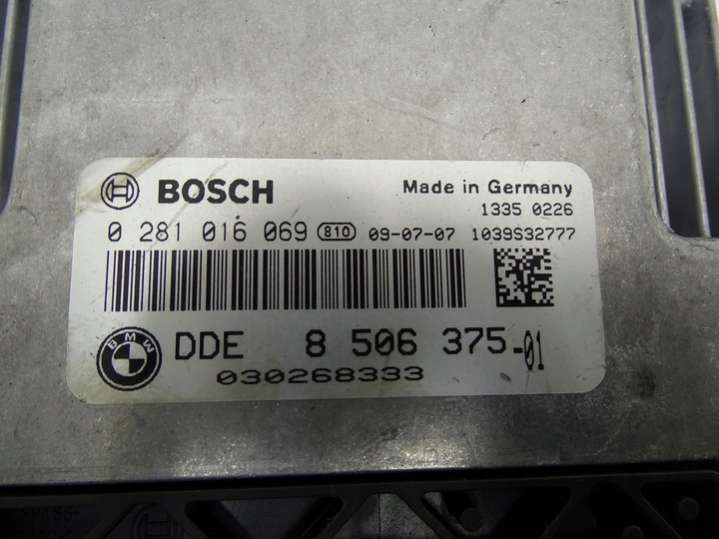 BOSCH Made in Germany
1335 0226
0 281 016 069 810 09-07-07 1039S32777
BMW DDE 8 506 375-01
030268333